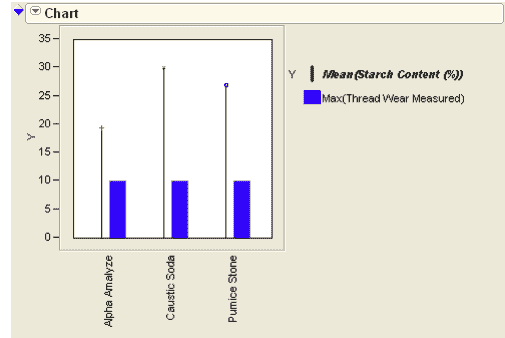 Chart
35
30
25
20
15
10
5
0
Y
Alpha Amalyze
Caustic Soda
Pumice Stone
Y Mean(Starch Content (%))
Max(Thread Wear Measured)